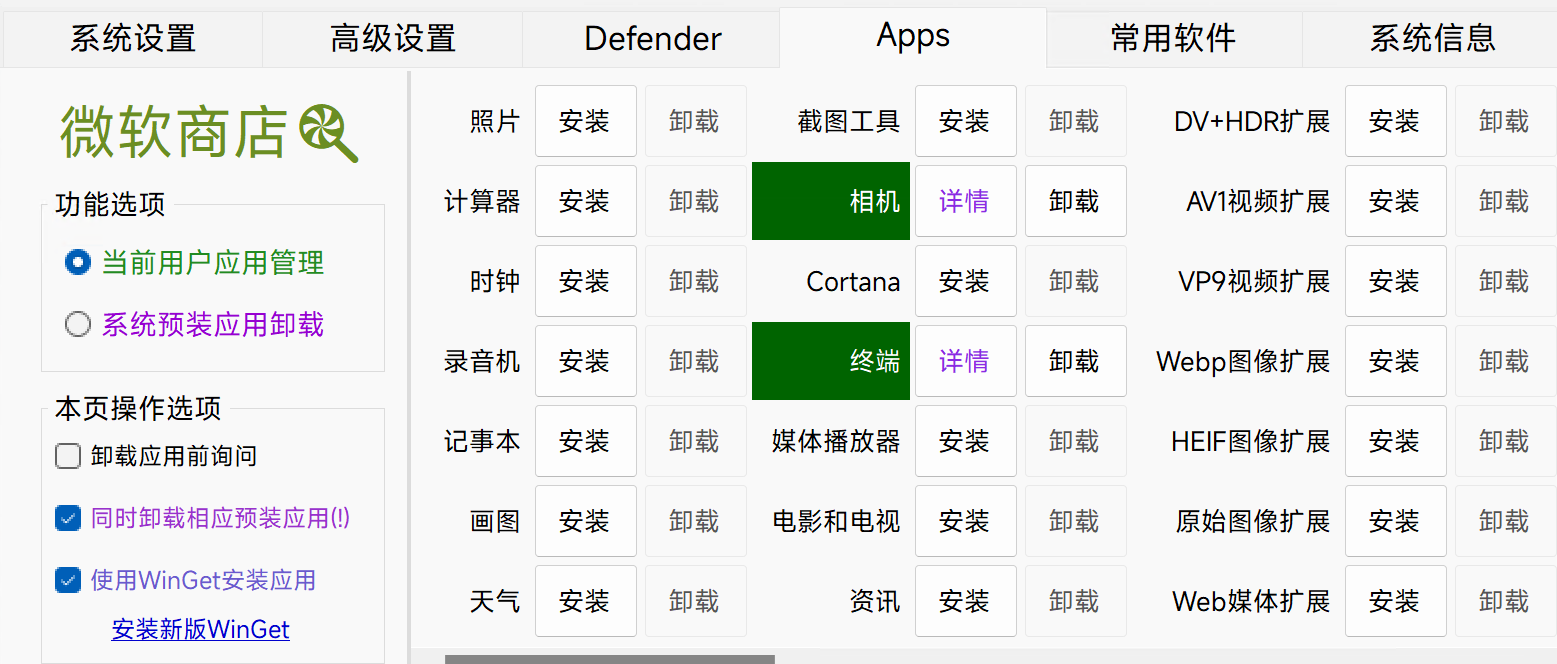 系统设置 高级设置 Defender Apps 常用软件 系统信息
微软商店
功能选项
当前用户应用管理
系统预装应用卸载
本页操作选项
卸载应用前询问
同时卸载相应预装应用(!)
使用WinGet安装应用
安装新版WinGet
照片 安装 卸载 截图工具 安装 卸载 DV+HDR扩展 安装 卸载
计算器 安装 卸载 相机 详情 卸载 AV1视频扩展 安装 卸载
时钟 安装 卸载 Cortana 安装 卸载 VP9视频扩展 安装 卸载
录音机 安装 卸载 终端 详情 卸载 Webp图像扩展 安装 卸载
记事本 安装 卸载 媒体播放器 安装 卸载 HEIF图像扩展 安装 卸载
画图 安装 卸载 电影和电视 安装 卸载 原始图像扩展 安装 卸载
天气 安装 卸载 资讯 安装 卸载 Web媒体扩展 安装 卸载